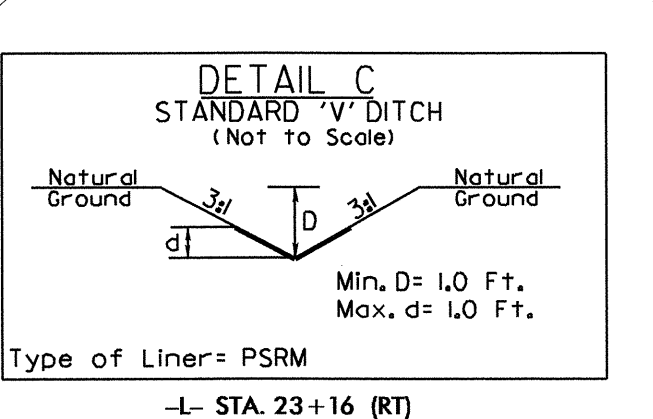 DETAIL C
STANDARD 'V' DITCH
(Not to Scale)
Natural
Ground
3:1
D
3:1
Natural
Ground
d
Min. D= 1.0 Ft.
Max. d= 1.0 Ft.
Type of Liner= PSRM
-L- STA. 23+16 (RT)